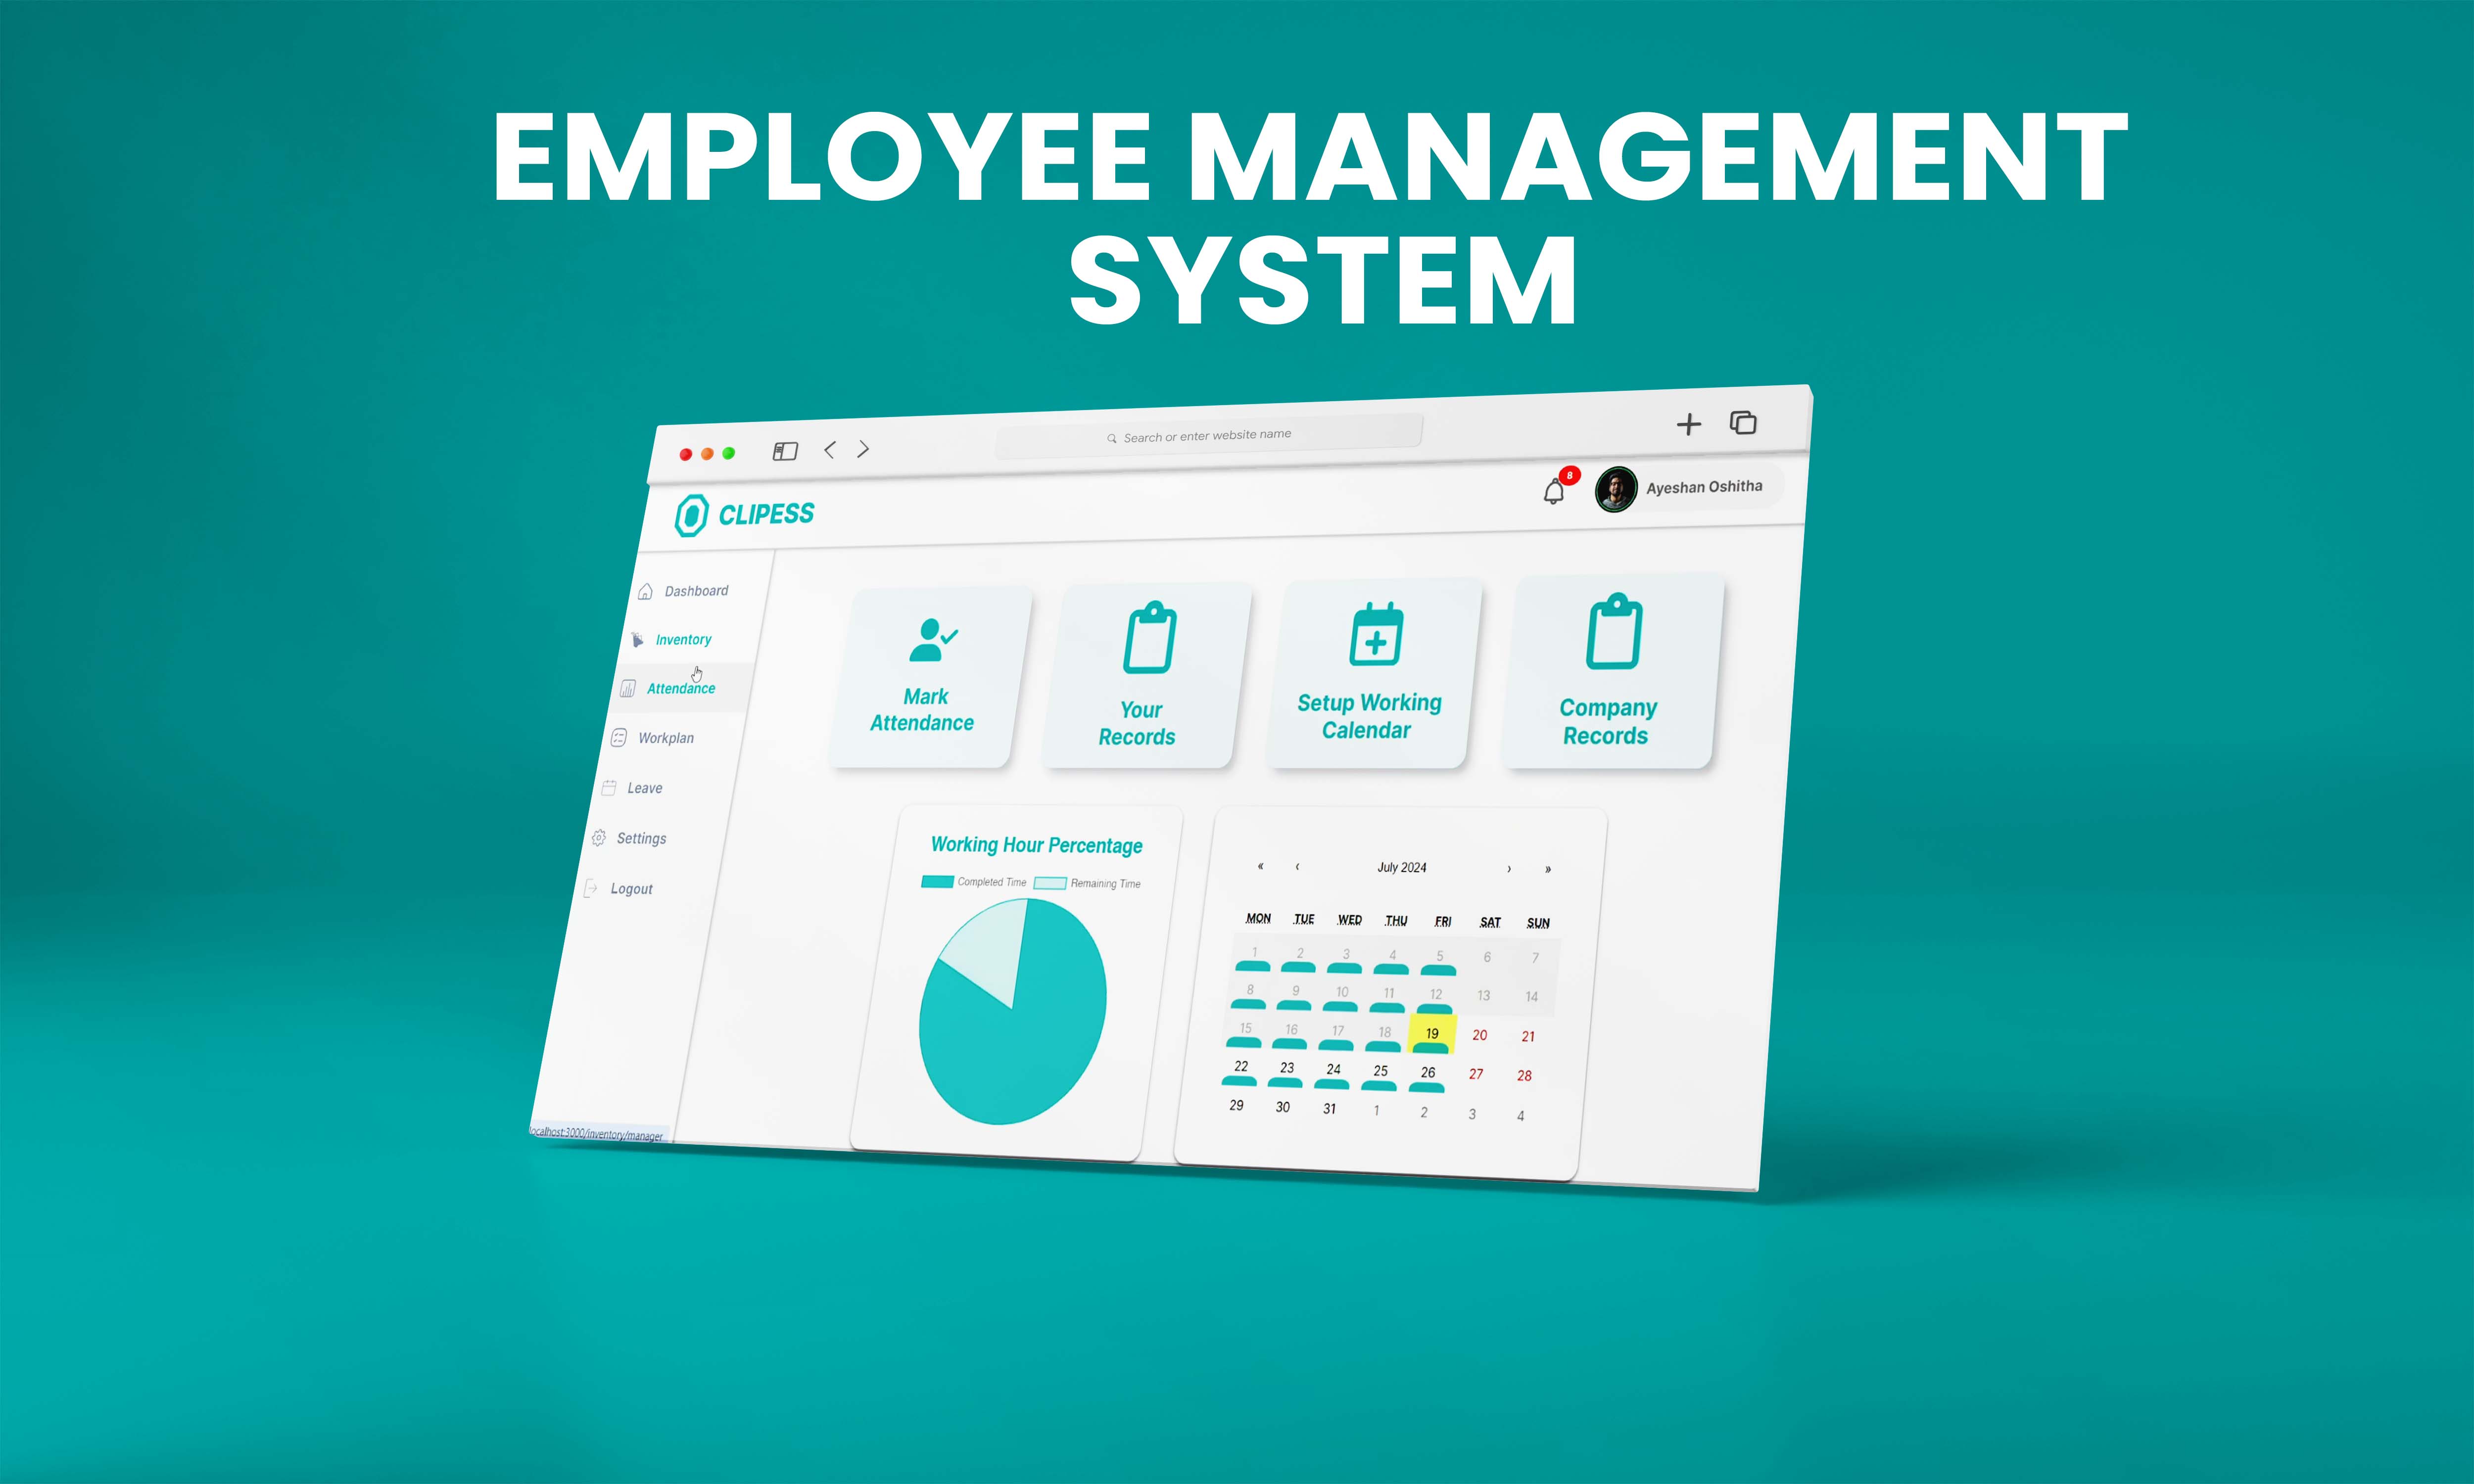 EMPLOYEE MANAGEMENT
SYSTEM
Search or enter website name
CLIPESS
8
Ayeshan Oshitha
Dashboard
Inventory
Attendance
Workplan
Leave
Settings
Logout
Mark
Attendance
Your
Records
Setup Working
Calendar
Company
Records
Working Hour Percentage
Completed Time Remaining Time
« ‹ July 2024 › »
MON TUE WED THU FRI SAT SUN
1 2 3 4 5 6 7
8 9 10 11 12 13 14
15 16 17 18 19 20 21
22 23 24 25 26 27 28
29 30 31 1 2 3 4
localhost:3000/inventory/manager